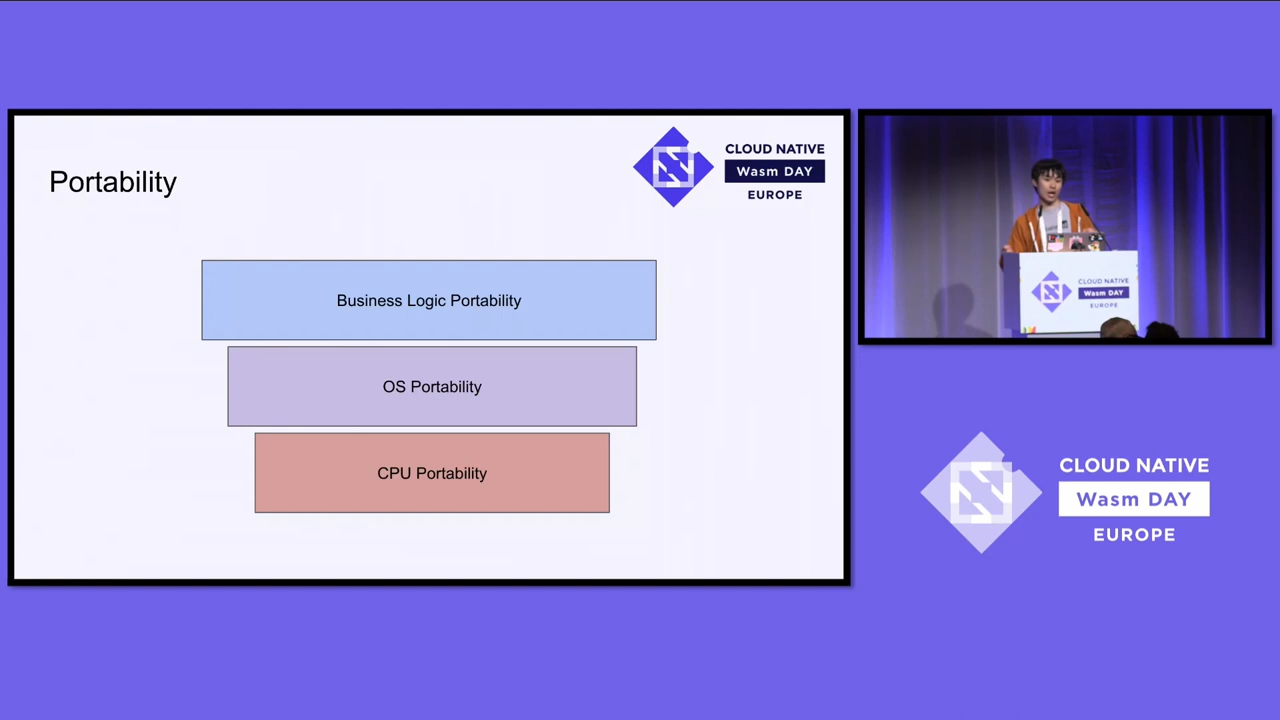 Portability
CLOUD NATIVE
Wasm DAY
EUROPE
Business Logic Portability
OS Portability
CPU Portability
CLOUD NATIVE
Wasm DAY
EUROPE
CLOUD NATIVE
Wasm DAY
EUROPE